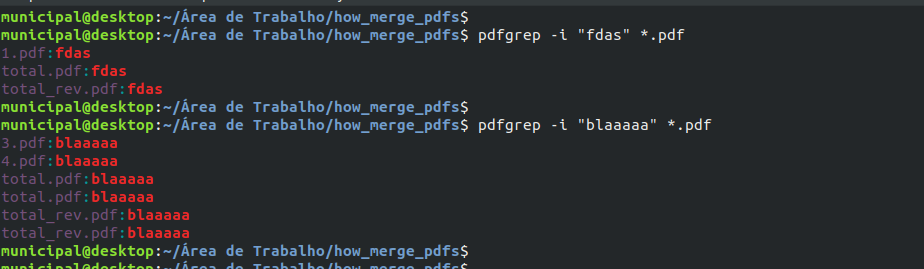 municipal@desktop:~/Área de Trabalho/how_merge_pdfs$
municipal@desktop:~/Área de Trabalho/how_merge_pdfs$ pdfgrep -i "fdas" *.pdf
1.pdf:fdas
total.pdf:fdas
total_rev.pdf:fdas
municipal@desktop:~/Área de Trabalho/how_merge_pdfs$
municipal@desktop:~/Área de Trabalho/how_merge_pdfs$ pdfgrep -i "blaaaaa" *.pdf
3.pdf:blaaaaa
4.pdf:blaaaaa
total.pdf:blaaaaa
total.pdf:blaaaaa
total_rev.pdf:blaaaaa
total_rev.pdf:blaaaaa
municipal@desktop:~/Área de Trabalho/how_merge_pdfs$
municipal@desktop:~/Área de Trabalho/how_merge_pdfs$